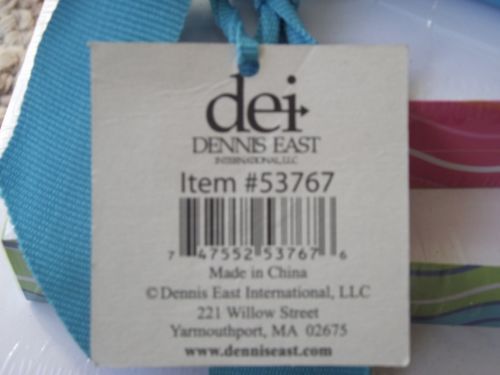 dei
DENNIS EAST
INTERNATIONAL, LLC
Item #53767
7 47552 53767 6
Made in China
© Dennis East International, LLC
221 Willow Street
Yarmouthport, MA 02675
www.denniseast.com